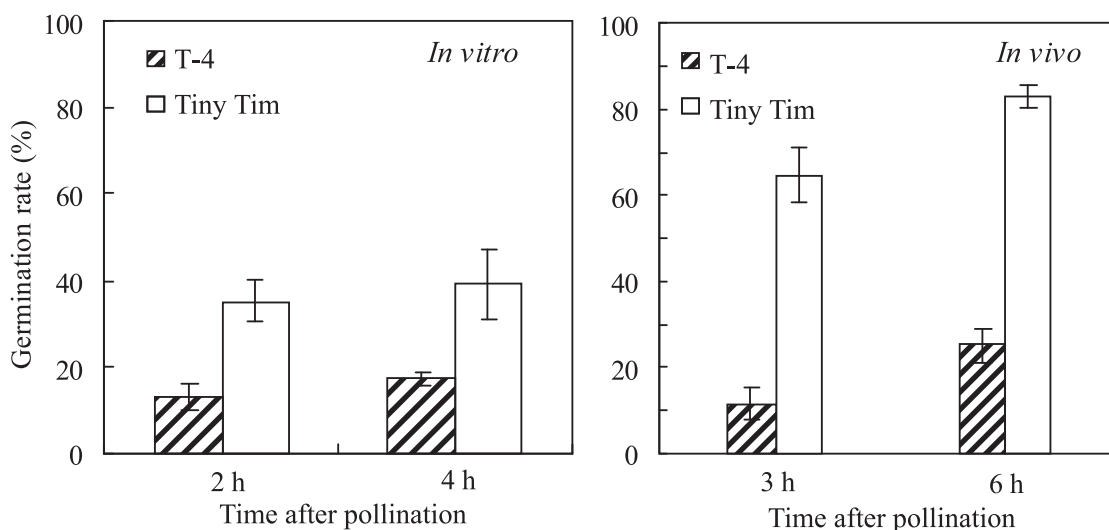 Germination rate (%)
100
80
60
40
20
0
T-4
Tiny Tim
In vitro
2 h
4 h
Time after pollination
100
80
60
40
20
0
T-4
Tiny Tim
In vivo
3 h
6 h
Time after pollination